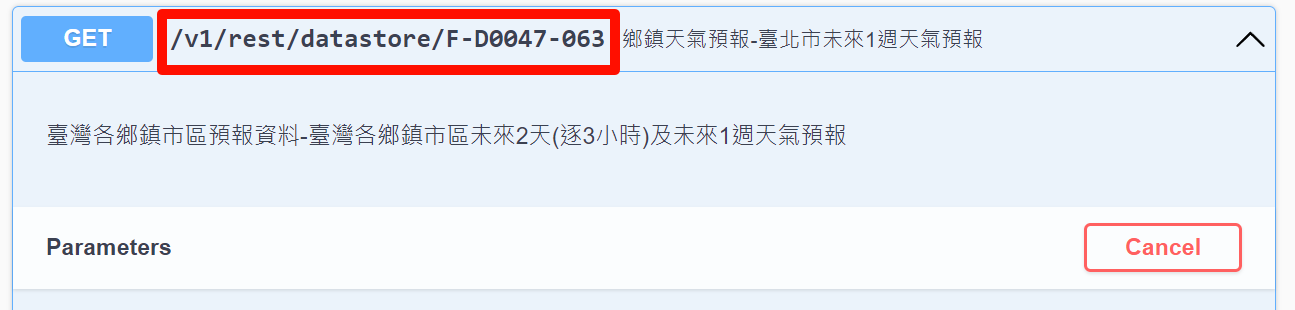 GET /v1/rest/datastore/F-D0047-063 鄉鎮天氣預報-臺北市未來1週天氣預報
臺灣各鄉鎮市區預報資料-臺灣各鄉鎮市區未來2天(逐3小時)及未來1週天氣預報
Parameters Cancel